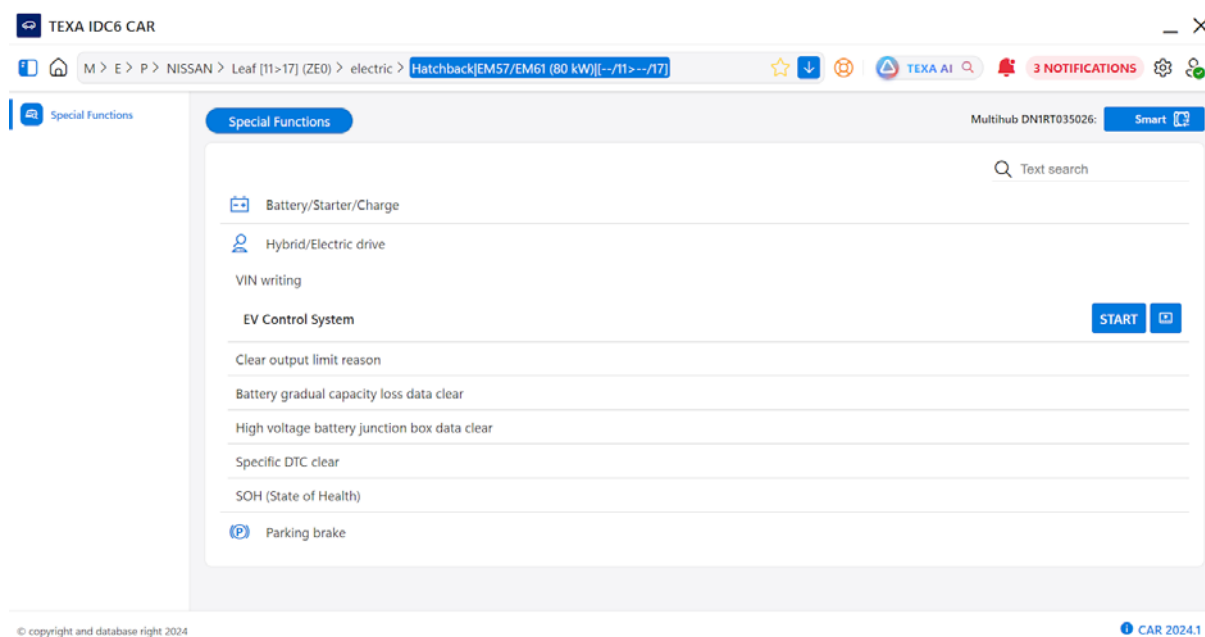 TEXA IDC6 CAR
M > E > P > NISSAN > Leaf [11>17] (ZE0) > electric > Hatchback|EM57/EM61 (80 kW)|[--/11>--/17]
TEXA AI
3 NOTIFICATIONS
Special Functions
Special Functions
Multihub DN1RT035026:
Smart
Text search
Battery/Starter/Charge
Hybrid/Electric drive
VIN writing
EV Control System
START
Clear output limit reason
Battery gradual capacity loss data clear
High voltage battery junction box data clear
Specific DTC clear
SOH (State of Health)
Parking brake
© copyright and database right 2024
CAR 2024.1